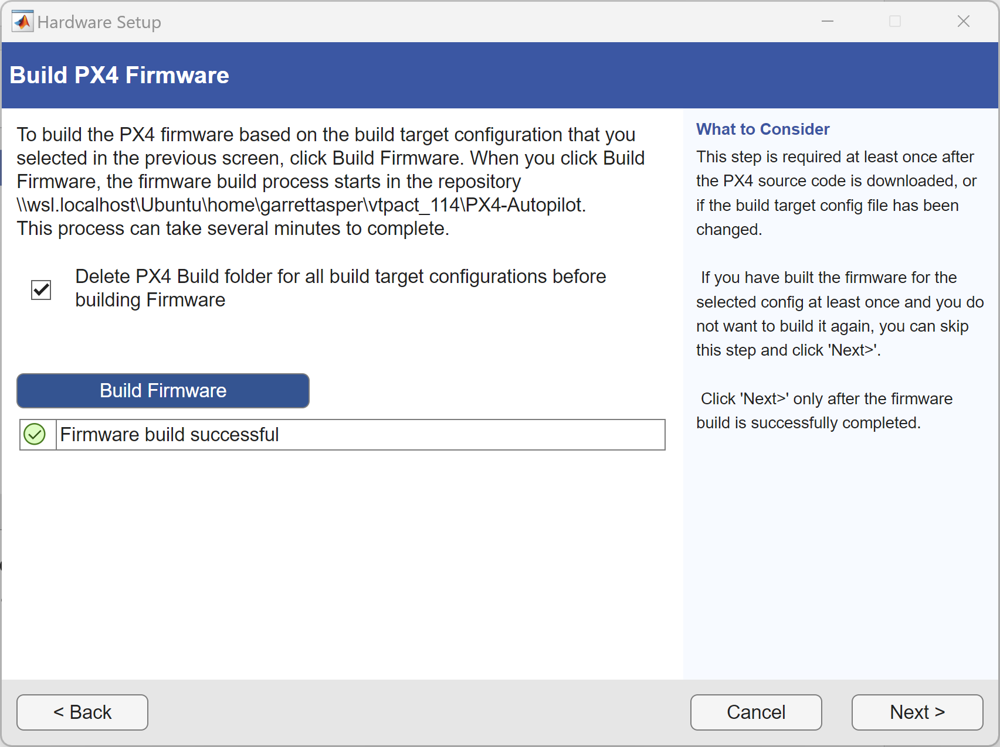 Hardware Setup
Build PX4 Firmware
To build the PX4 firmware based on the build target configuration that you
selected in the previous screen, click Build Firmware. When you click Build
Firmware, the firmware build process starts in the repository
\\wsl.localhost\Ubuntu\home\garrettasper\vtpact_114\PX4-Autopilot.
This process can take several minutes to complete.
Delete PX4 Build folder for all build target configurations before
building Firmware
Build Firmware
Firmware build successful
What to Consider
This step is required at least once after
the PX4 source code is downloaded, or
if the build target config file has been
changed.
If you have built the firmware for the
selected config at least once and you do
not want to build it again, you can skip
this step and click 'Next>'.
Click 'Next>' only after the firmware
build is successfully completed.
< Back
Cancel
Next >